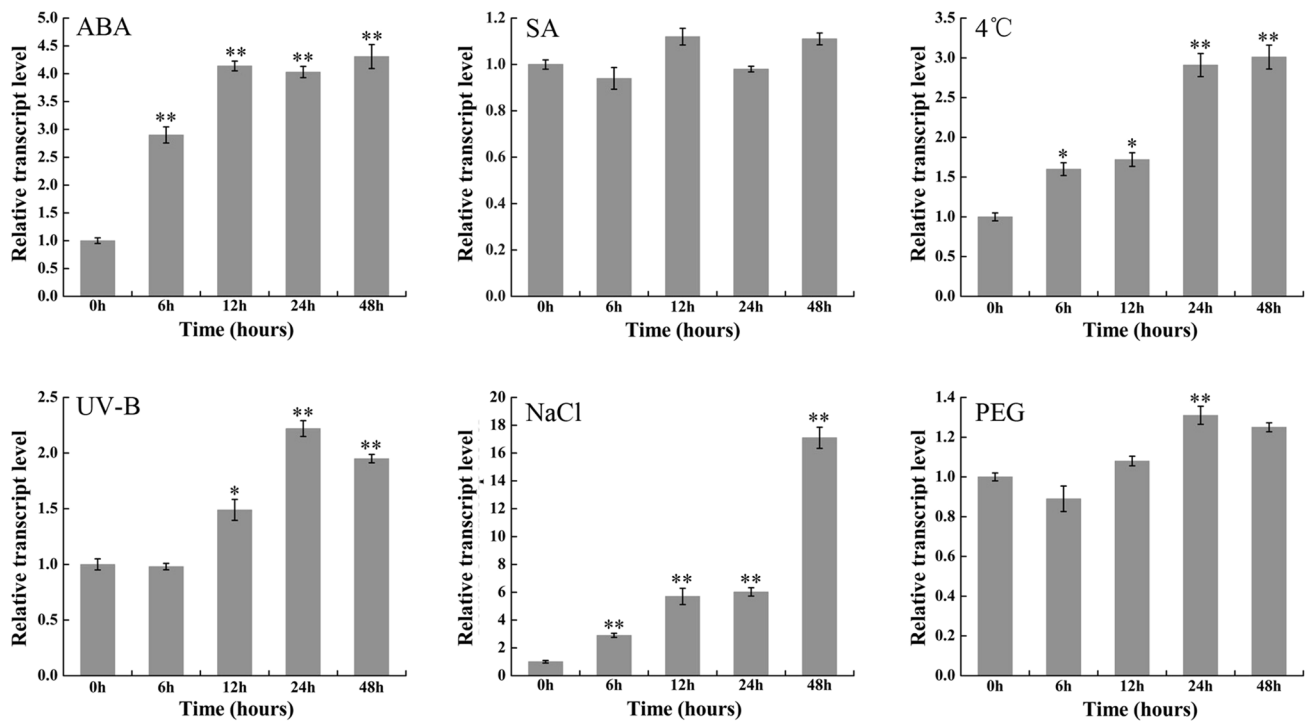 ABA
Relative transcript level
5.0
4.5
4.0
3.5
3.0
2.5
2.0
1.5
1.0
0.5
0.0
** ** ** **
0h 6h 12h 24h 48h
Time (hours)
SA
Relative transcript level
1.2
1.0
0.8
0.6
0.4
0.2
0.0
0h 6h 12h 24h 48h
Time (hours)
4℃
Relative transcript level
3.5
3.0
2.5
2.0
1.5
1.0
0.5
0.0
* * ** **
0h 6h 12h 24h 48h
Time (hours)
UV-B
Relative transcript level
2.5
2.0
1.5
1.0
0.5
0.0
* ** **
0h 6h 12h 24h 48h
Time (hours)
NaCl
Relative transcript level
20
18
16
14
12
10
8
6
4
2
0
** ** ** **
0h 6h 12h 24h 48h
Time (hours)
PEG
Relative transcript level
1.4
1.2
1.0
0.8
0.6
0.4
0.2
0.0
**
0h 6h 12h 24h 48h
Time (hours)